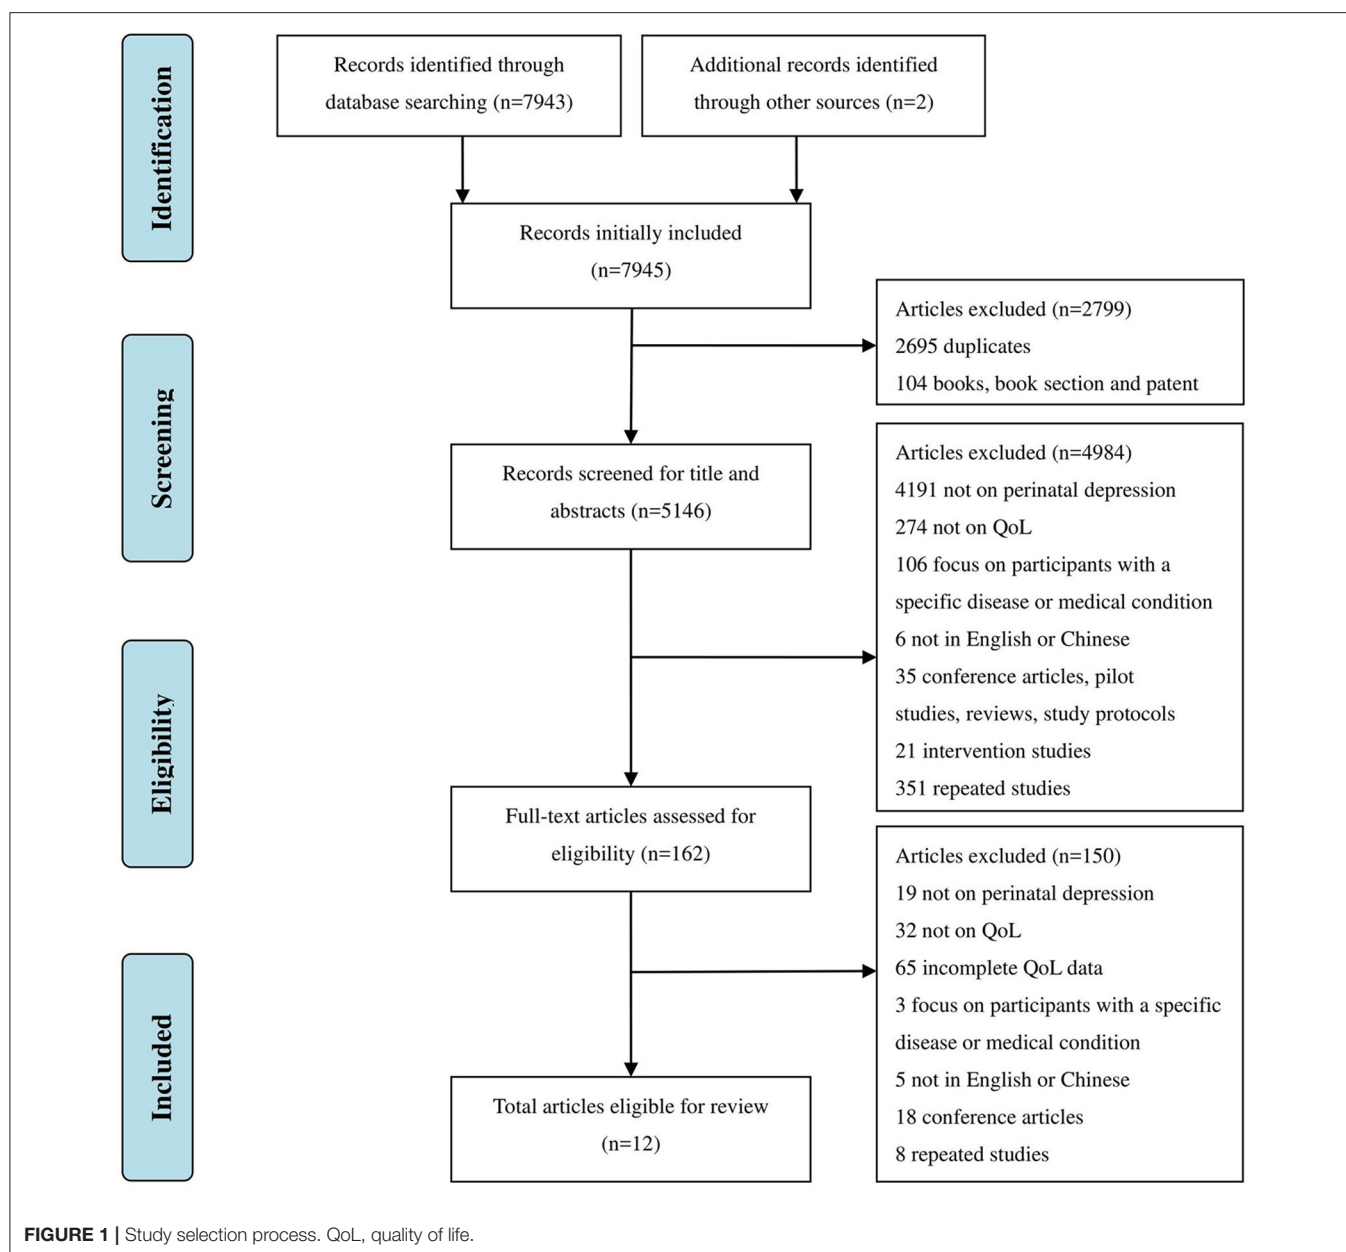 Identification
Records identified through
database searching (n=7943)
Additional records identified
through other sources (n=2)
Records initially included
(n=7945)
Articles excluded (n=2799)
2695 duplicates
104 books, book section and patent
Screening
Records screened for title and
abstracts (n=5146)
Articles excluded (n=4984)
4191 not on perinatal depression
274 not on QoL
106 focus on participants with a
specific disease or medical condition
6 not in English or Chinese
35 conference articles, pilot
studies, reviews, study protocols
21 intervention studies
351 repeated studies
Eligibility
Full-text articles assessed for
eligibility (n=162)
Articles excluded (n=150)
19 not on perinatal depression
32 not on QoL
65 incomplete QoL data
3 focus on participants with a specific
disease or medical condition
5 not in English or Chinese
18 conference articles
8 repeated studies
Included
Total articles eligible for review
(n=12)
FIGURE 1 | Study selection process. QoL, quality of life.